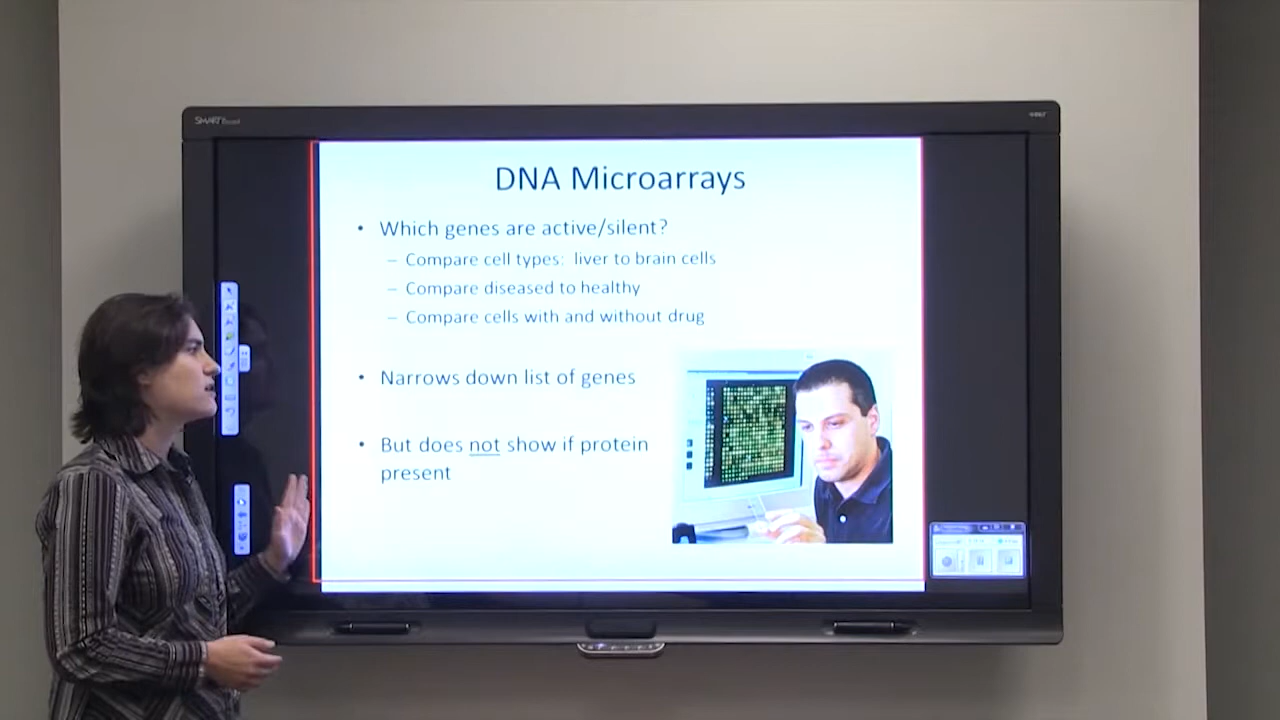 SMART Board
DNA Microarrays
• Which genes are active/silent?
– Compare cell types: liver to brain cells
– Compare diseased to healthy
– Compare cells with and without drug
• Narrows down list of genes
• But does not show if protein
present